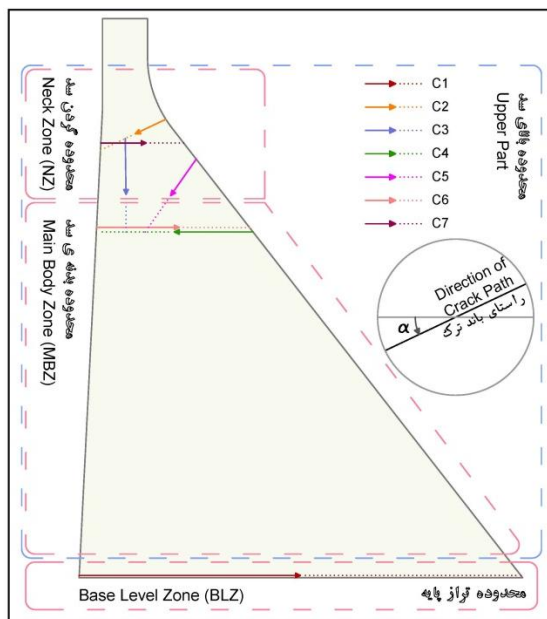 محدوده گردن سد
Neck Zone (NZ)
محدوده بدنه ی سد
Main Body Zone (MBZ)
C1
C2
C3
C4
C5
C6
C7
محدوده بالای سد
Upper Part
Direction of
Crack Path
راستای باند ترک
α
Base Level Zone (BLZ)
محدوده تراز پایه